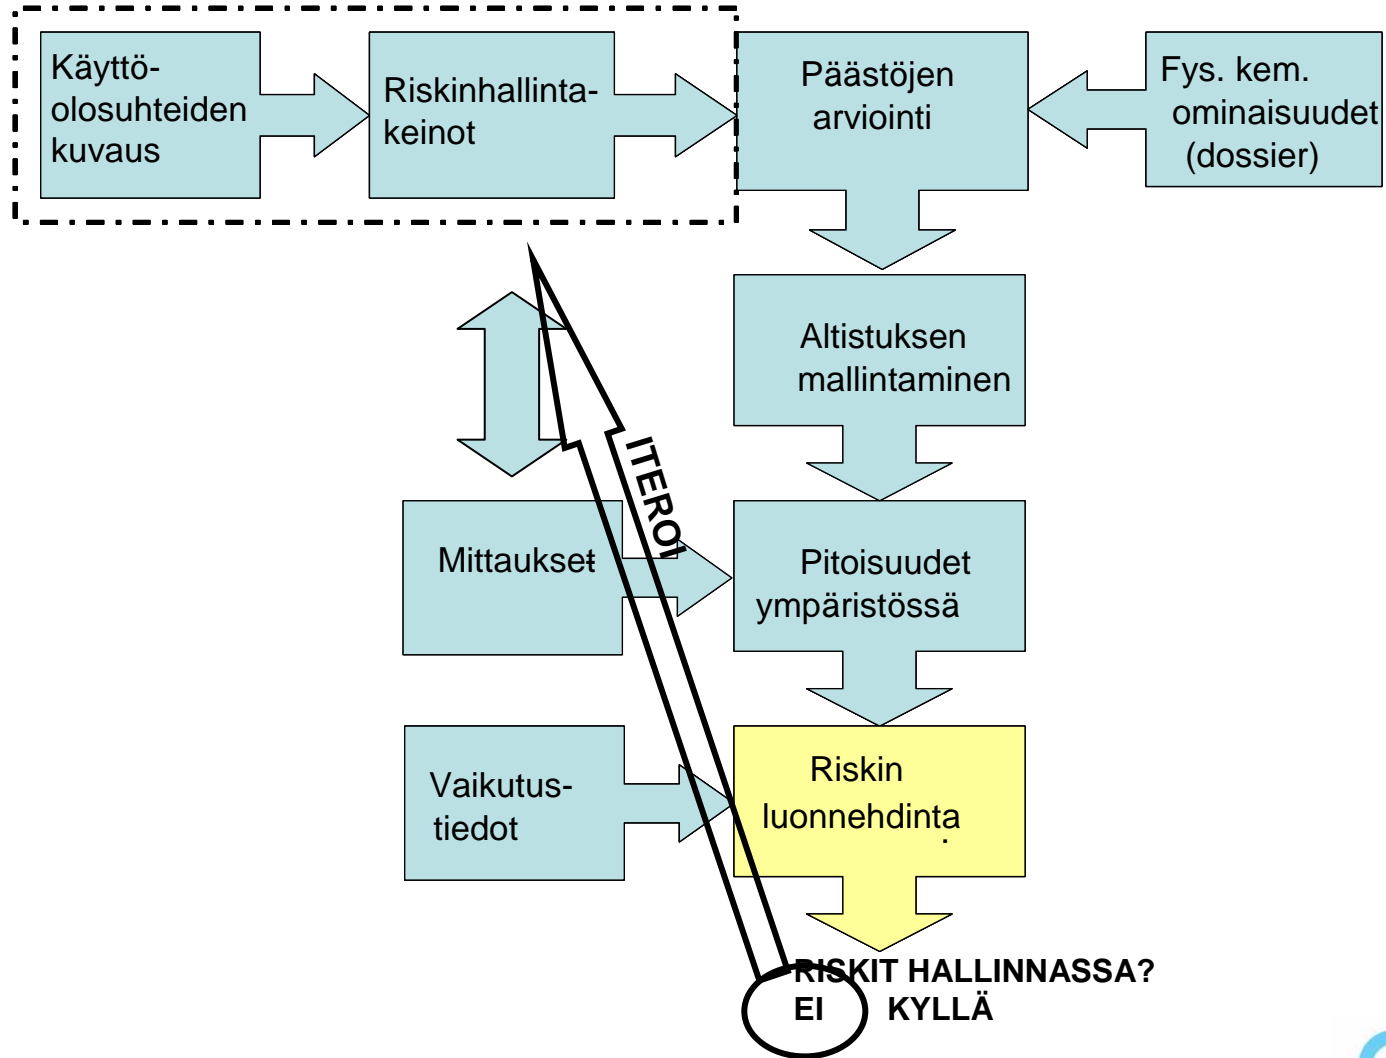 Käyttö-
olosuhteiden
kuvaus
Riskinhallinta-
keinot
Päästöjen
arviointi
Fys. kem.
ominaisuudet
(dossier)
Altistuksen
mallintaminen
ITEROI
Mittaukset
Pitoisuudet
ympäristössä
Vaikutus-
tiedot
Riskin
luonnehdinta
.
RISKIT HALLINNASSA?
EI KYLLÄ